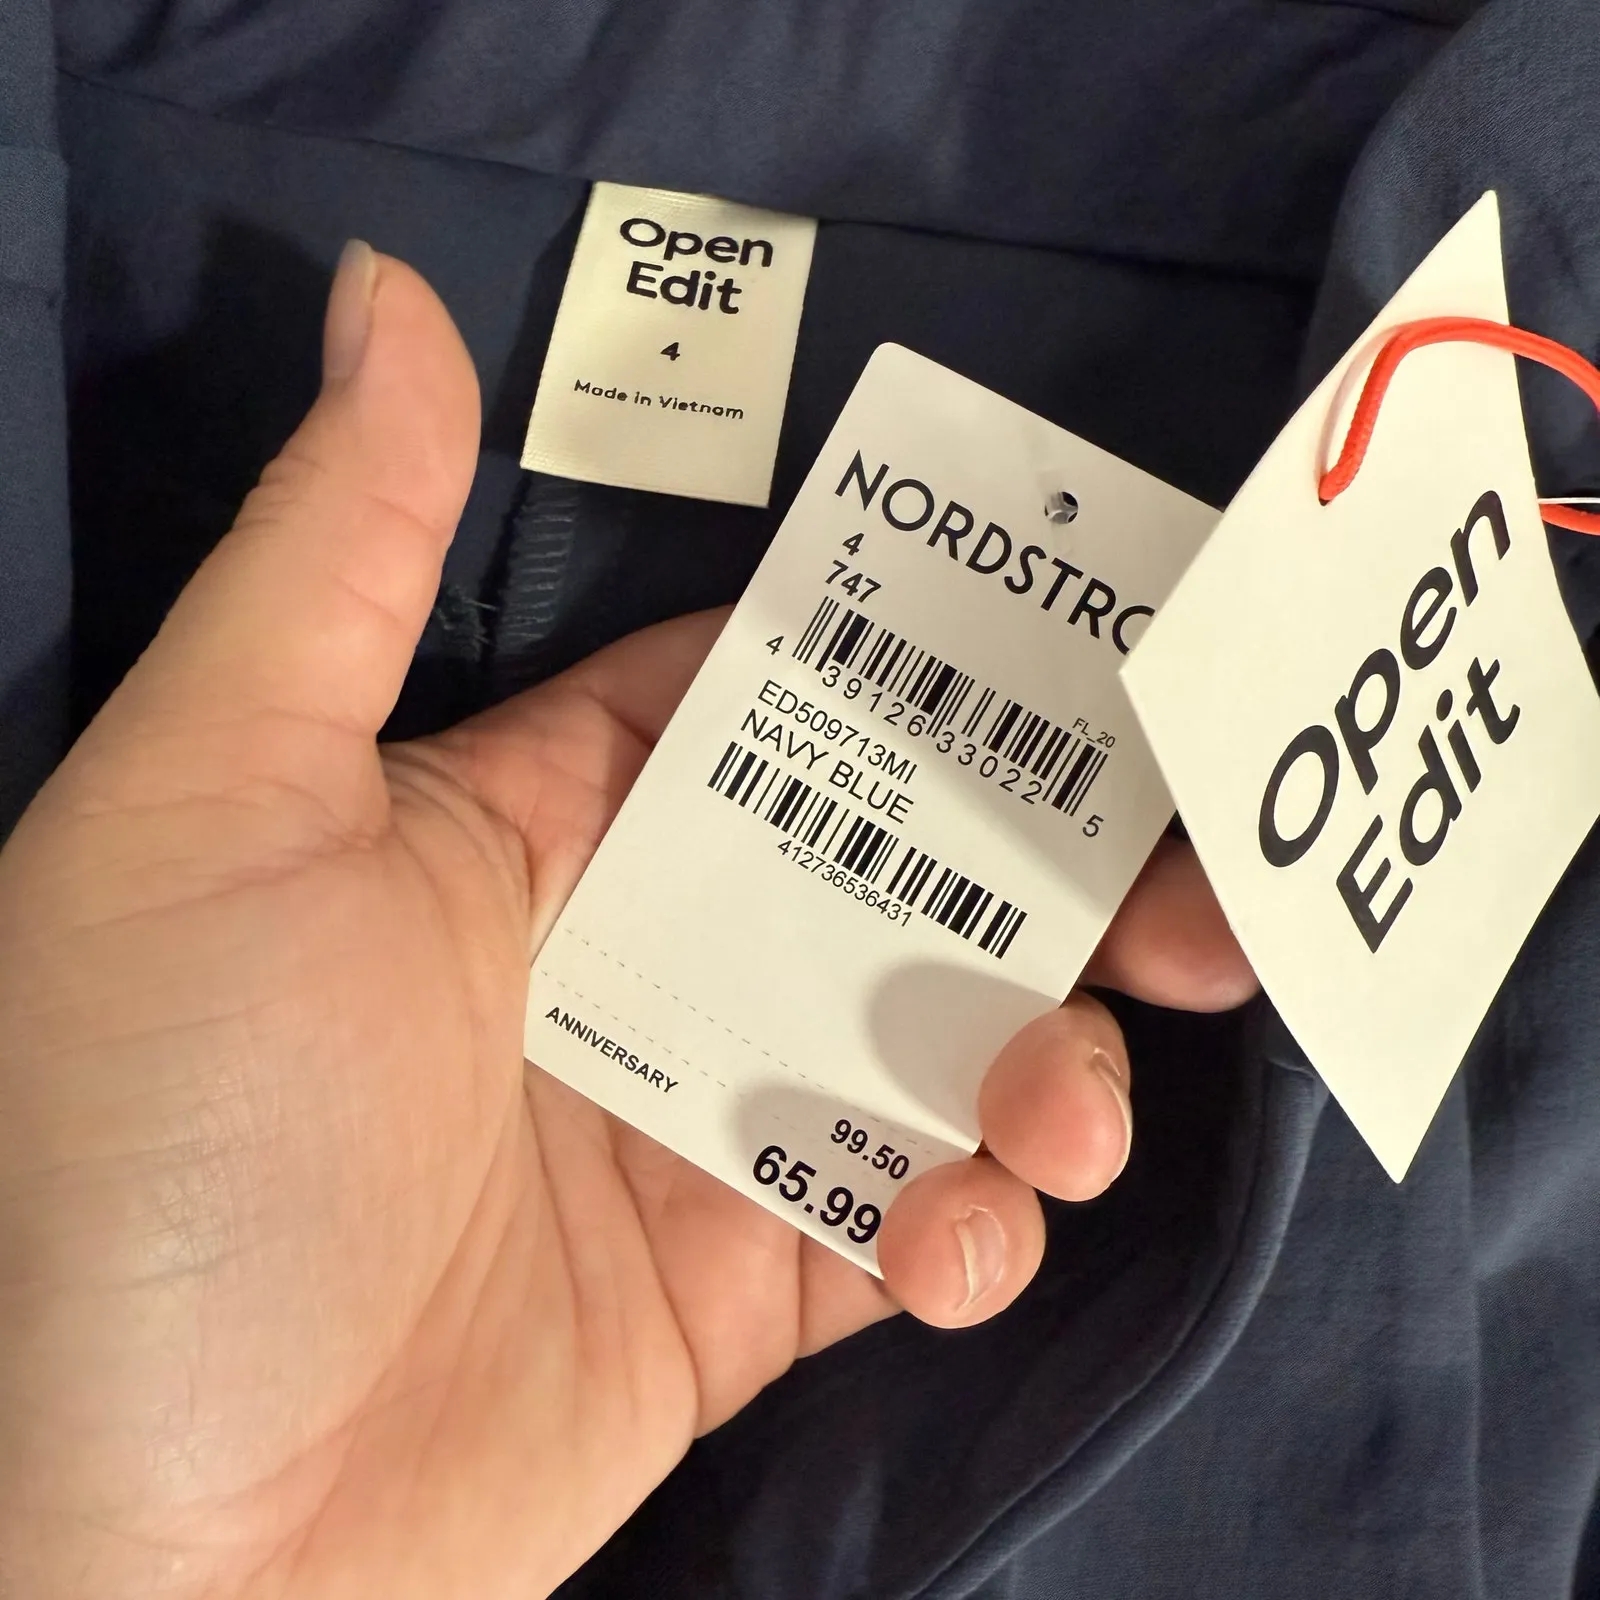 Open
Edit
4
Made in Vietnam
NORDSTRO
4
747
4 39126 33022 5
FL_20
ED509713MI
NAVY BLUE
412736536431
ANNIVERSARY
99.50
65.99
Open
Edit